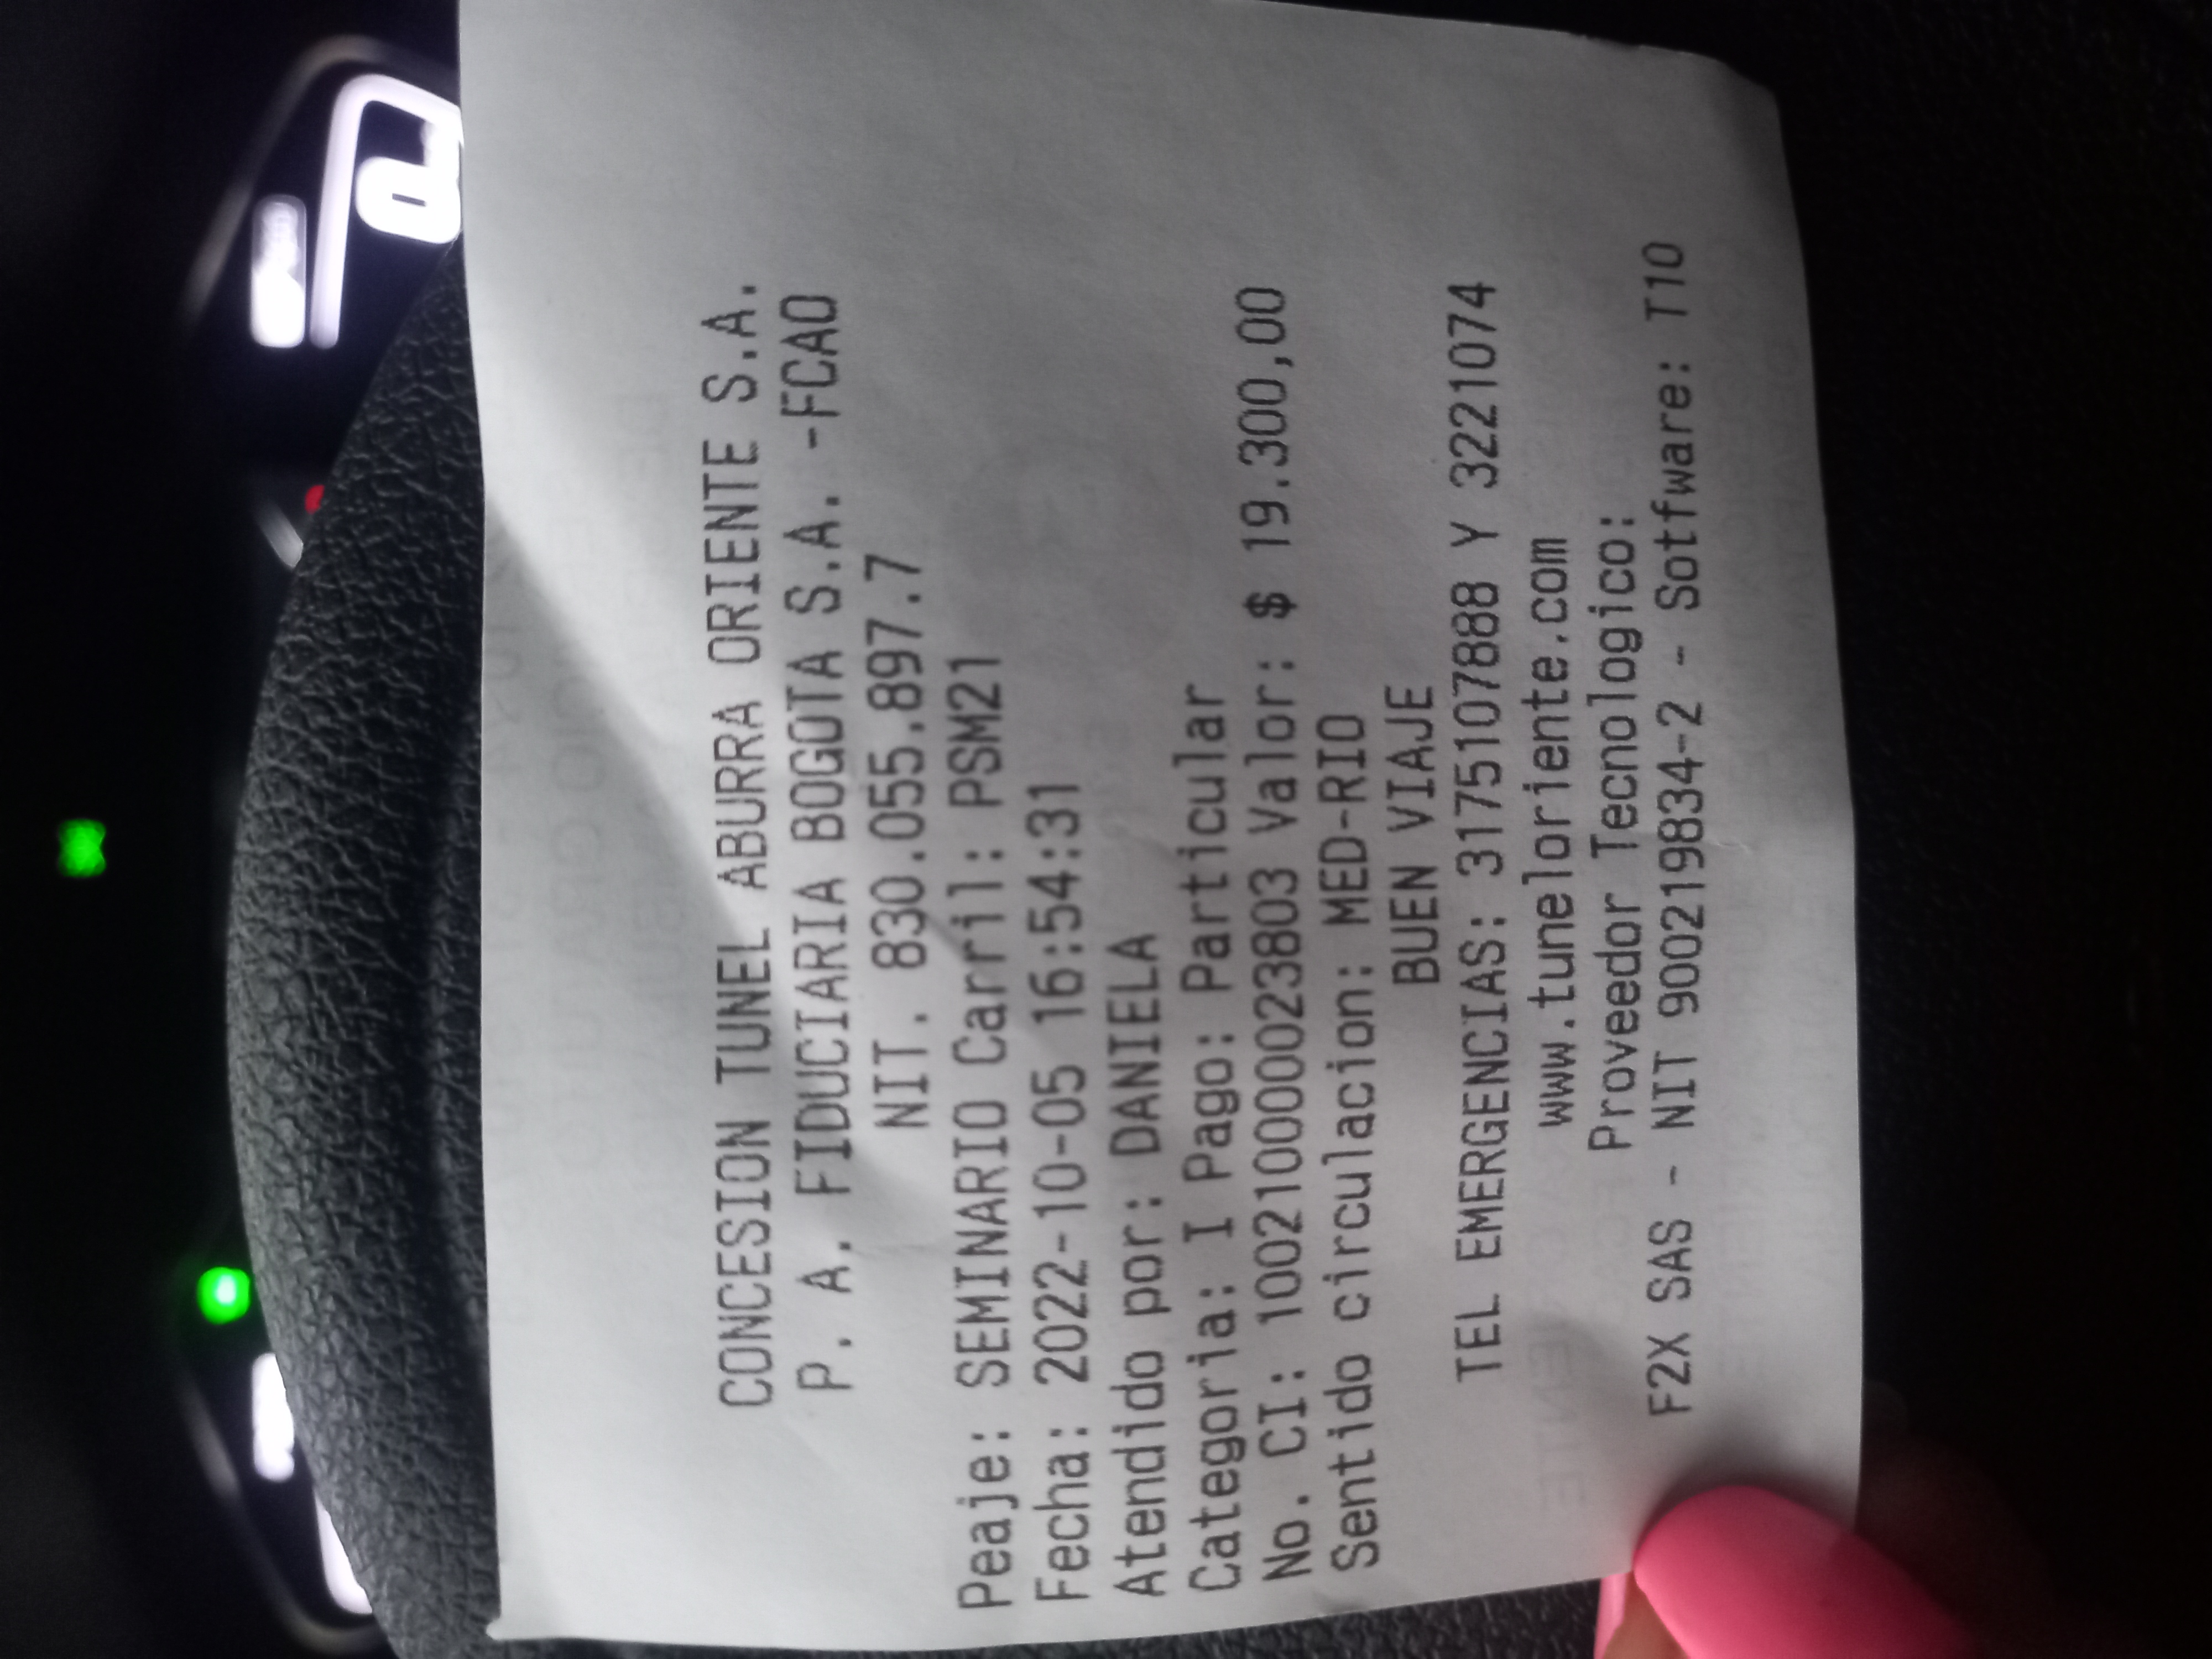 CONCESION TUNEL ABURRA ORIENTE S.A.
P. A. FIDUCIARIA BOGOTA S.A. -FCAO
NIT. 830.055.897.7
Peaje: SEMINARIO Carril: PSM21
Fecha: 2022-10-05 16:54:31
Atendido por: DANIELA
Categoria: I Pago: Particular
No. CI: 100210000023803 Valor: $ 19.300,00
Sentido circulacion: MED-RIO
BUEN VIAJE
TEL EMERGENCIAS: 3175107888 Y 3221074
www.tuneloriente.com
Proveedor Tecnologico:
F2X SAS - NIT 900219834-2 - Sotfware: T10